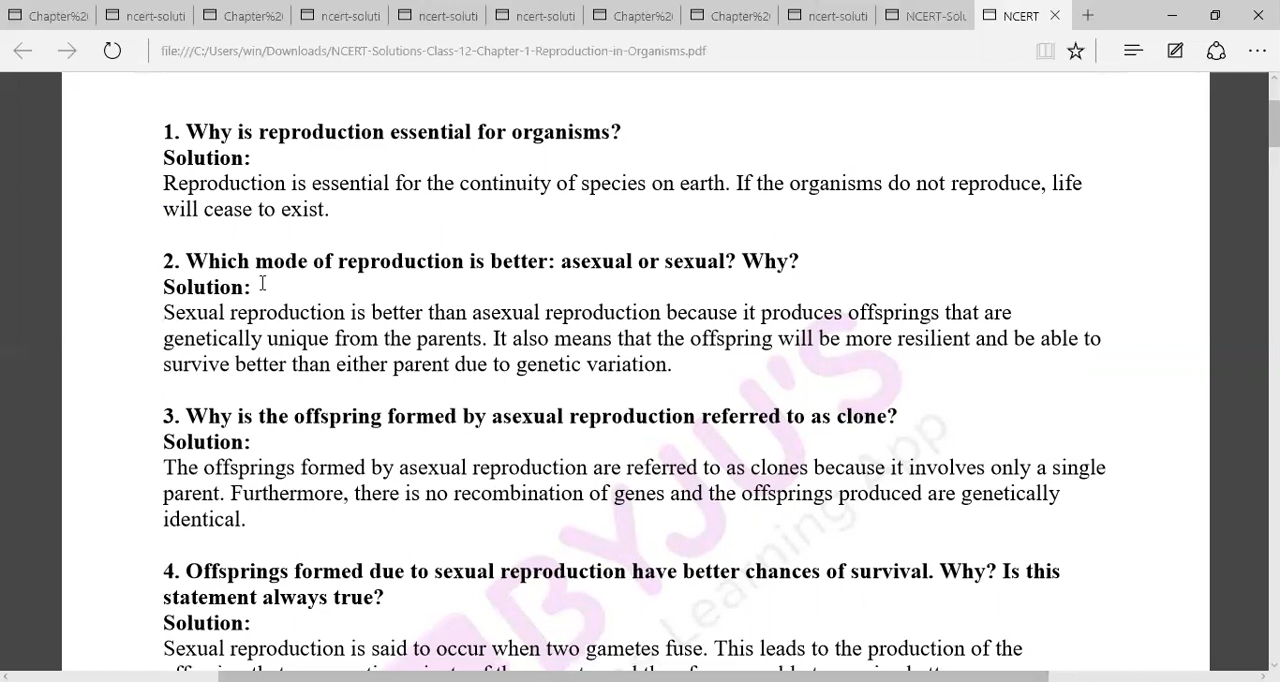 Chapter%20 ncert-soluti Chapter%20 ncert-soluti ncert-soluti ncert-soluti Chapter%20 Chapter%20 ncert-soluti NCERT-Solu NCERT
file:///C:/Users/win/Downloads/NCERT-Solutions-Class-12-Chapter-1-Reproduction-in-Organisms.pdf
1. Why is reproduction essential for organisms?
Solution:
Reproduction is essential for the continuity of species on earth. If the organisms do not reproduce, life
will cease to exist.
2. Which mode of reproduction is better: asexual or sexual? Why?
Solution:
Sexual reproduction is better than asexual reproduction because it produces offsprings that are
genetically unique from the parents. It also means that the offspring will be more resilient and be able to
survive better than either parent due to genetic variation.
3. Why is the offspring formed by asexual reproduction referred to as clone?
Solution:
The offsprings formed by asexual reproduction are referred to as clones because it involves only a single
parent. Furthermore, there is no recombination of genes and the offsprings produced are genetically
identical.
4. Offsprings formed due to sexual reproduction have better chances of survival. Why? Is this
statement always true?
Solution:
Sexual reproduction is said to occur when two gametes fuse. This leads to the production of the
BYJU'S
Learning App